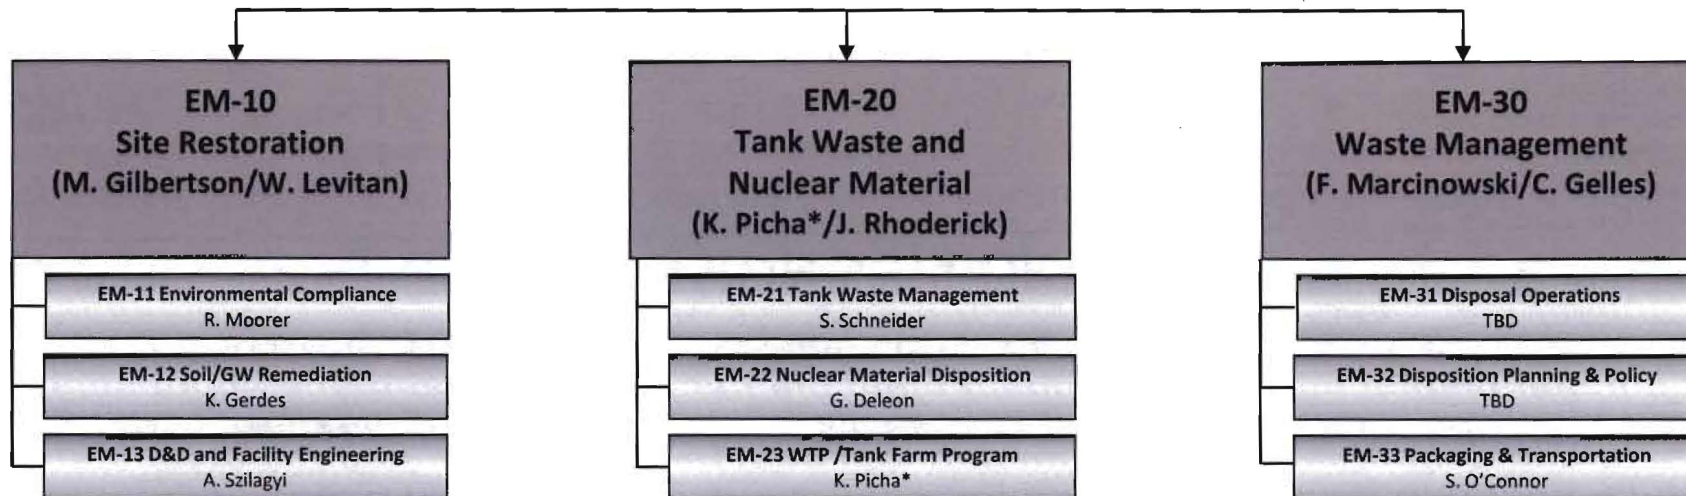 EM-10
Site Restoration
(M. Gilbertson/W. Levitan)
EM-11 Environmental Compliance
R. Moorer
EM-12 Soil/GW Remediation
K. Gerdes
EM-13 D&D and Facility Engineering
A. Szilagyi
EM-20
Tank Waste and
Nuclear Material
(K. Picha*/J. Rhoderick)
EM-21 Tank Waste Management
S. Schneider
EM-22 Nuclear Material Disposition
G. Deleon
EM-23 WTP /Tank Farm Program
K. Picha*
EM-30
Waste Management
(F. Marcinowski/C. Gelles)
EM-31 Disposal Operations
TBD
EM-32 Disposition Planning & Policy
TBD
EM-33 Packaging & Transportation
S. O'Connor